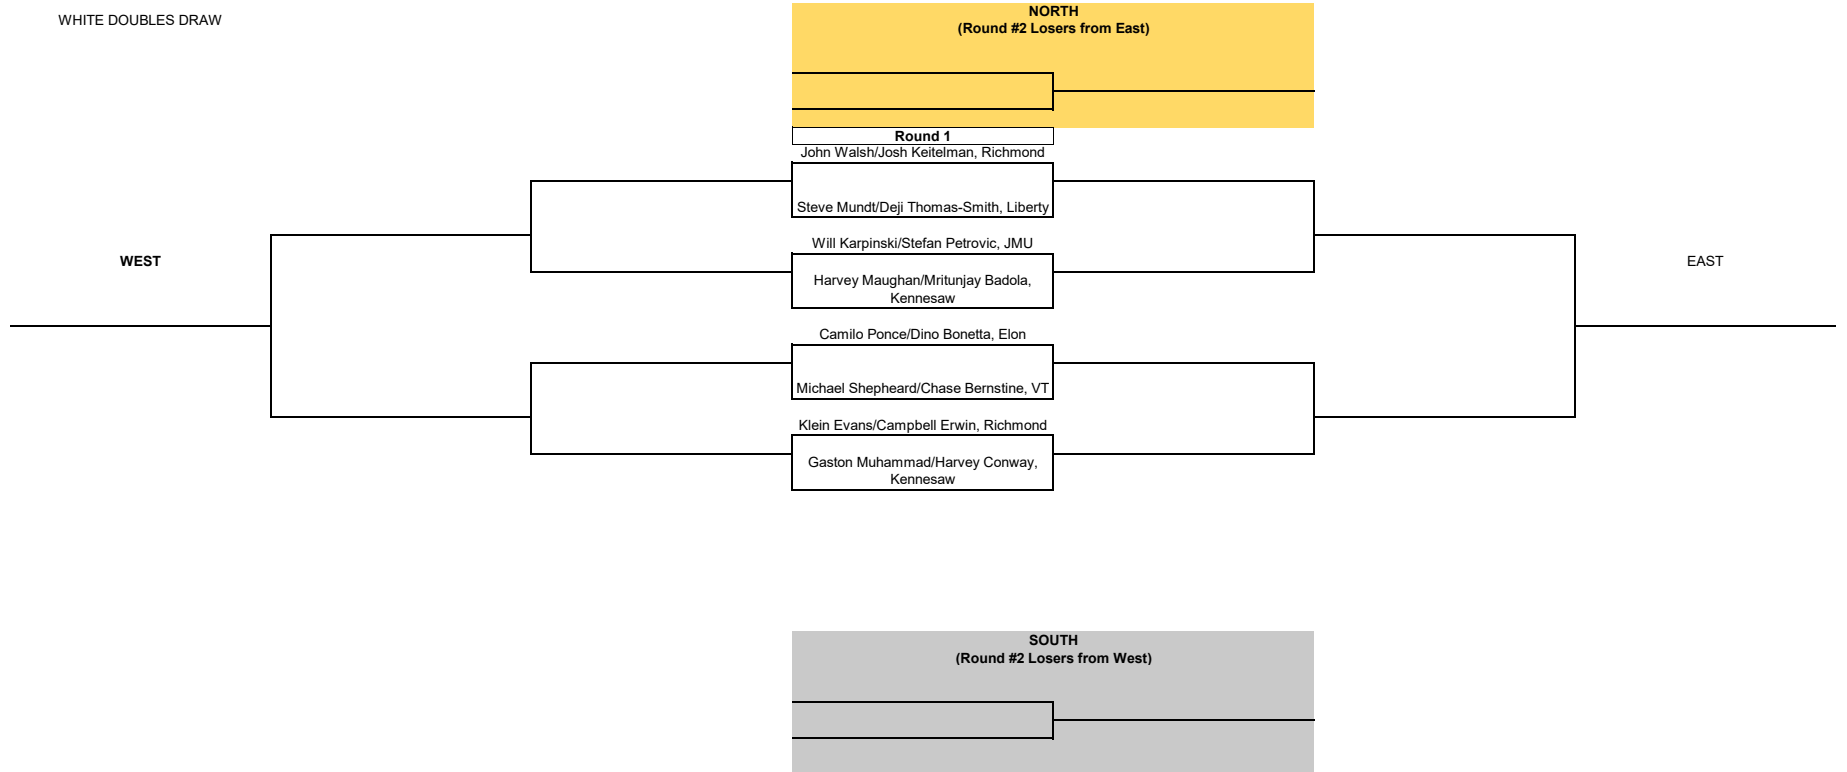 WHITE DOUBLES DRAW
NORTH
(Round #2 Losers from East)
Round 1
John Walsh/Josh Keitelman, Richmond
Steve Mundt/Deji Thomas-Smith, Liberty
Will Karpinski/Stefan Petrovic, JMU
WEST
EAST
Harvey Maughan/Mritunjay Badola,
Kennesaw
Camilo Ponce/Dino Bonetta, Elon
Michael Shepheard/Chase Bernstine, VT
Klein Evans/Campbell Erwin, Richmond
Gaston Muhammad/Harvey Conway,
Kennesaw
SOUTH
(Round #2 Losers from West)